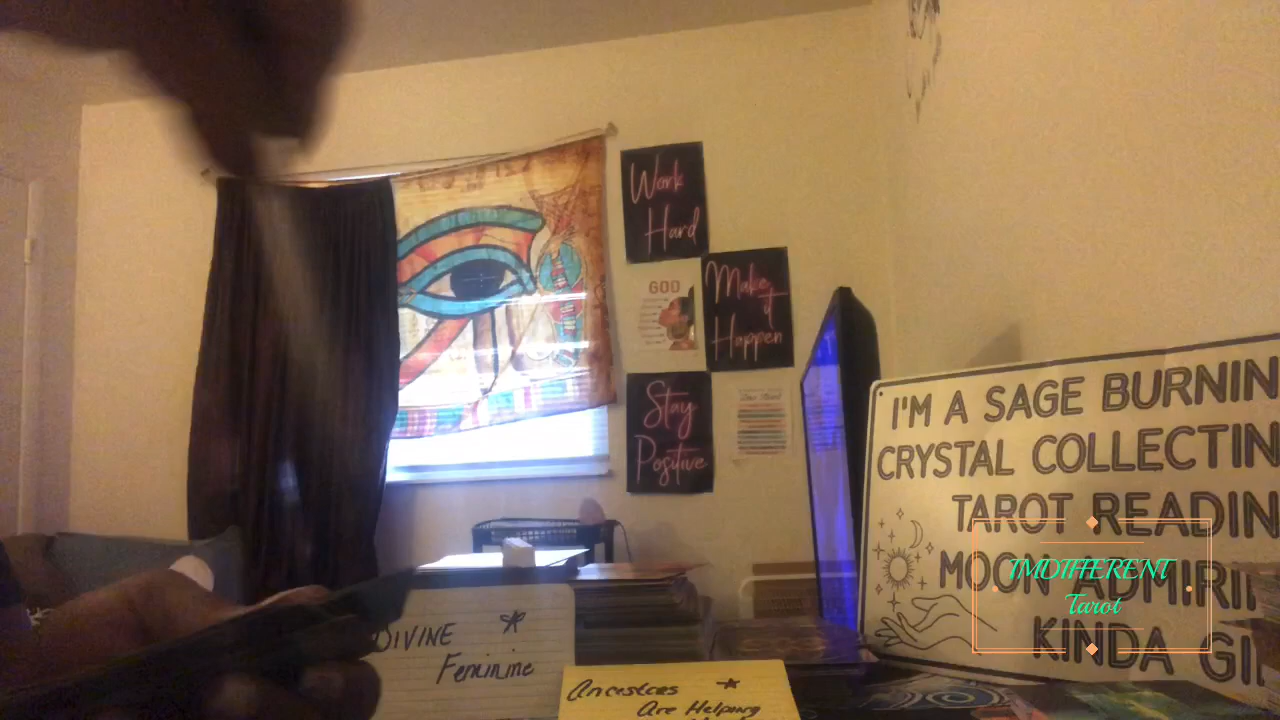 Work
Hard
GOD
Make
it
Happen
Stay
Positive
I'M A SAGE BURNIN
CRYSTAL COLLECTIN
TAROT READIN
MOON ADMIRI
KINDA GI
IMDIFFERENT
Tarot
DIVINE
Feminine
Ancestors
Are Helping